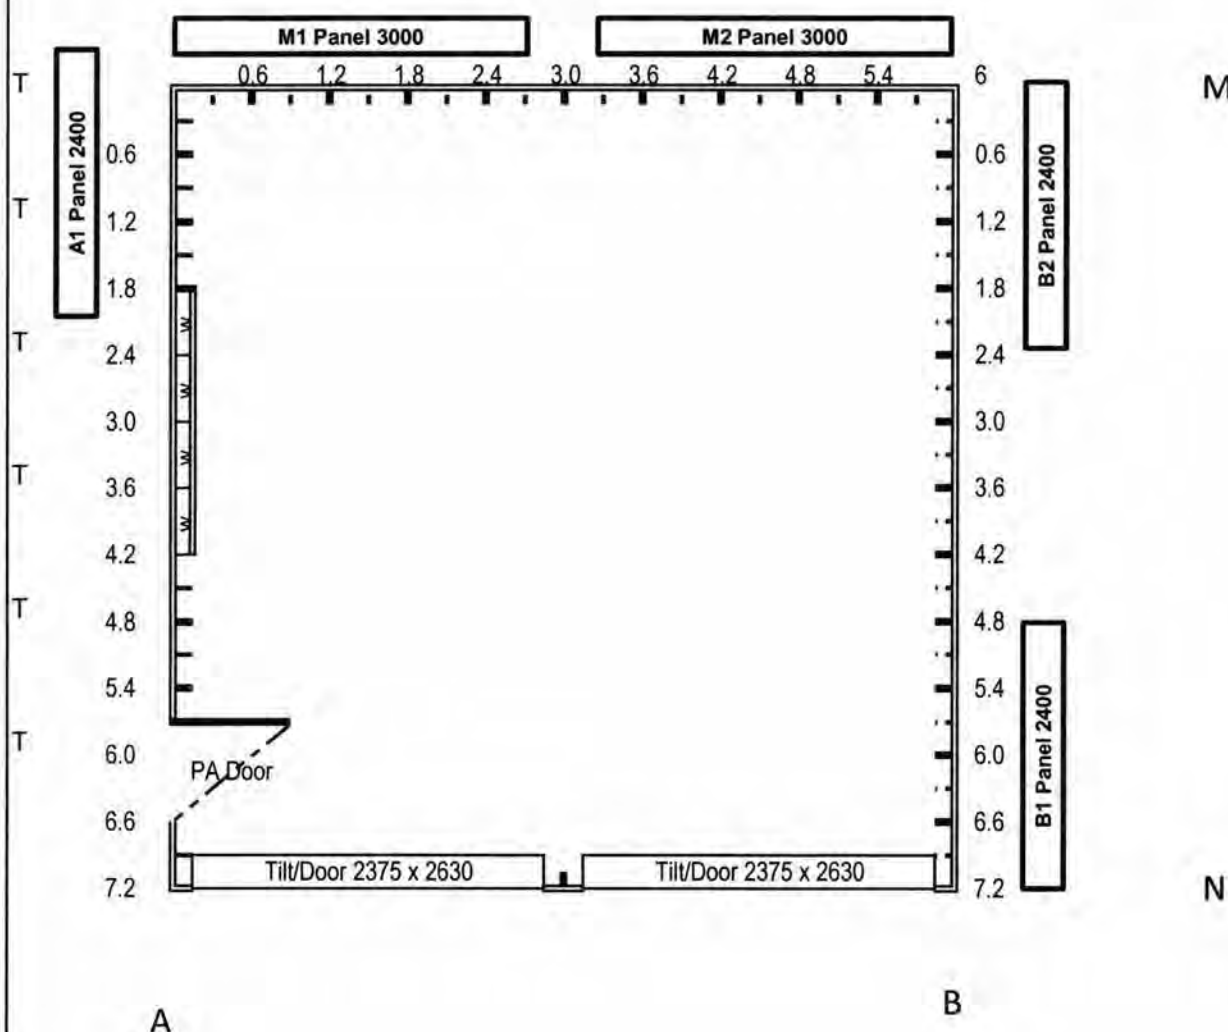 M1 Panel 3000
M2 Panel 3000
0.6 1.2 1.8 2.4 3.0 3.6 4.2 4.8 5.4 6
T
M
A1 Panel 2400
B2 Panel 2400
0.6 0.6
T
1.2 1.2
1.8 1.8
W
T
2.4 2.4
W
3.0 3.0
W
T
3.6 3.6
W
4.2 4.2
T
4.8 4.8
5.4 5.4
B1 Panel 2400
T
6.0 6.0
PA Door
6.6 6.6
Tilt/Door 2375 x 2630
Tilt/Door 2375 x 2630
7.2 7.2
N
A
B